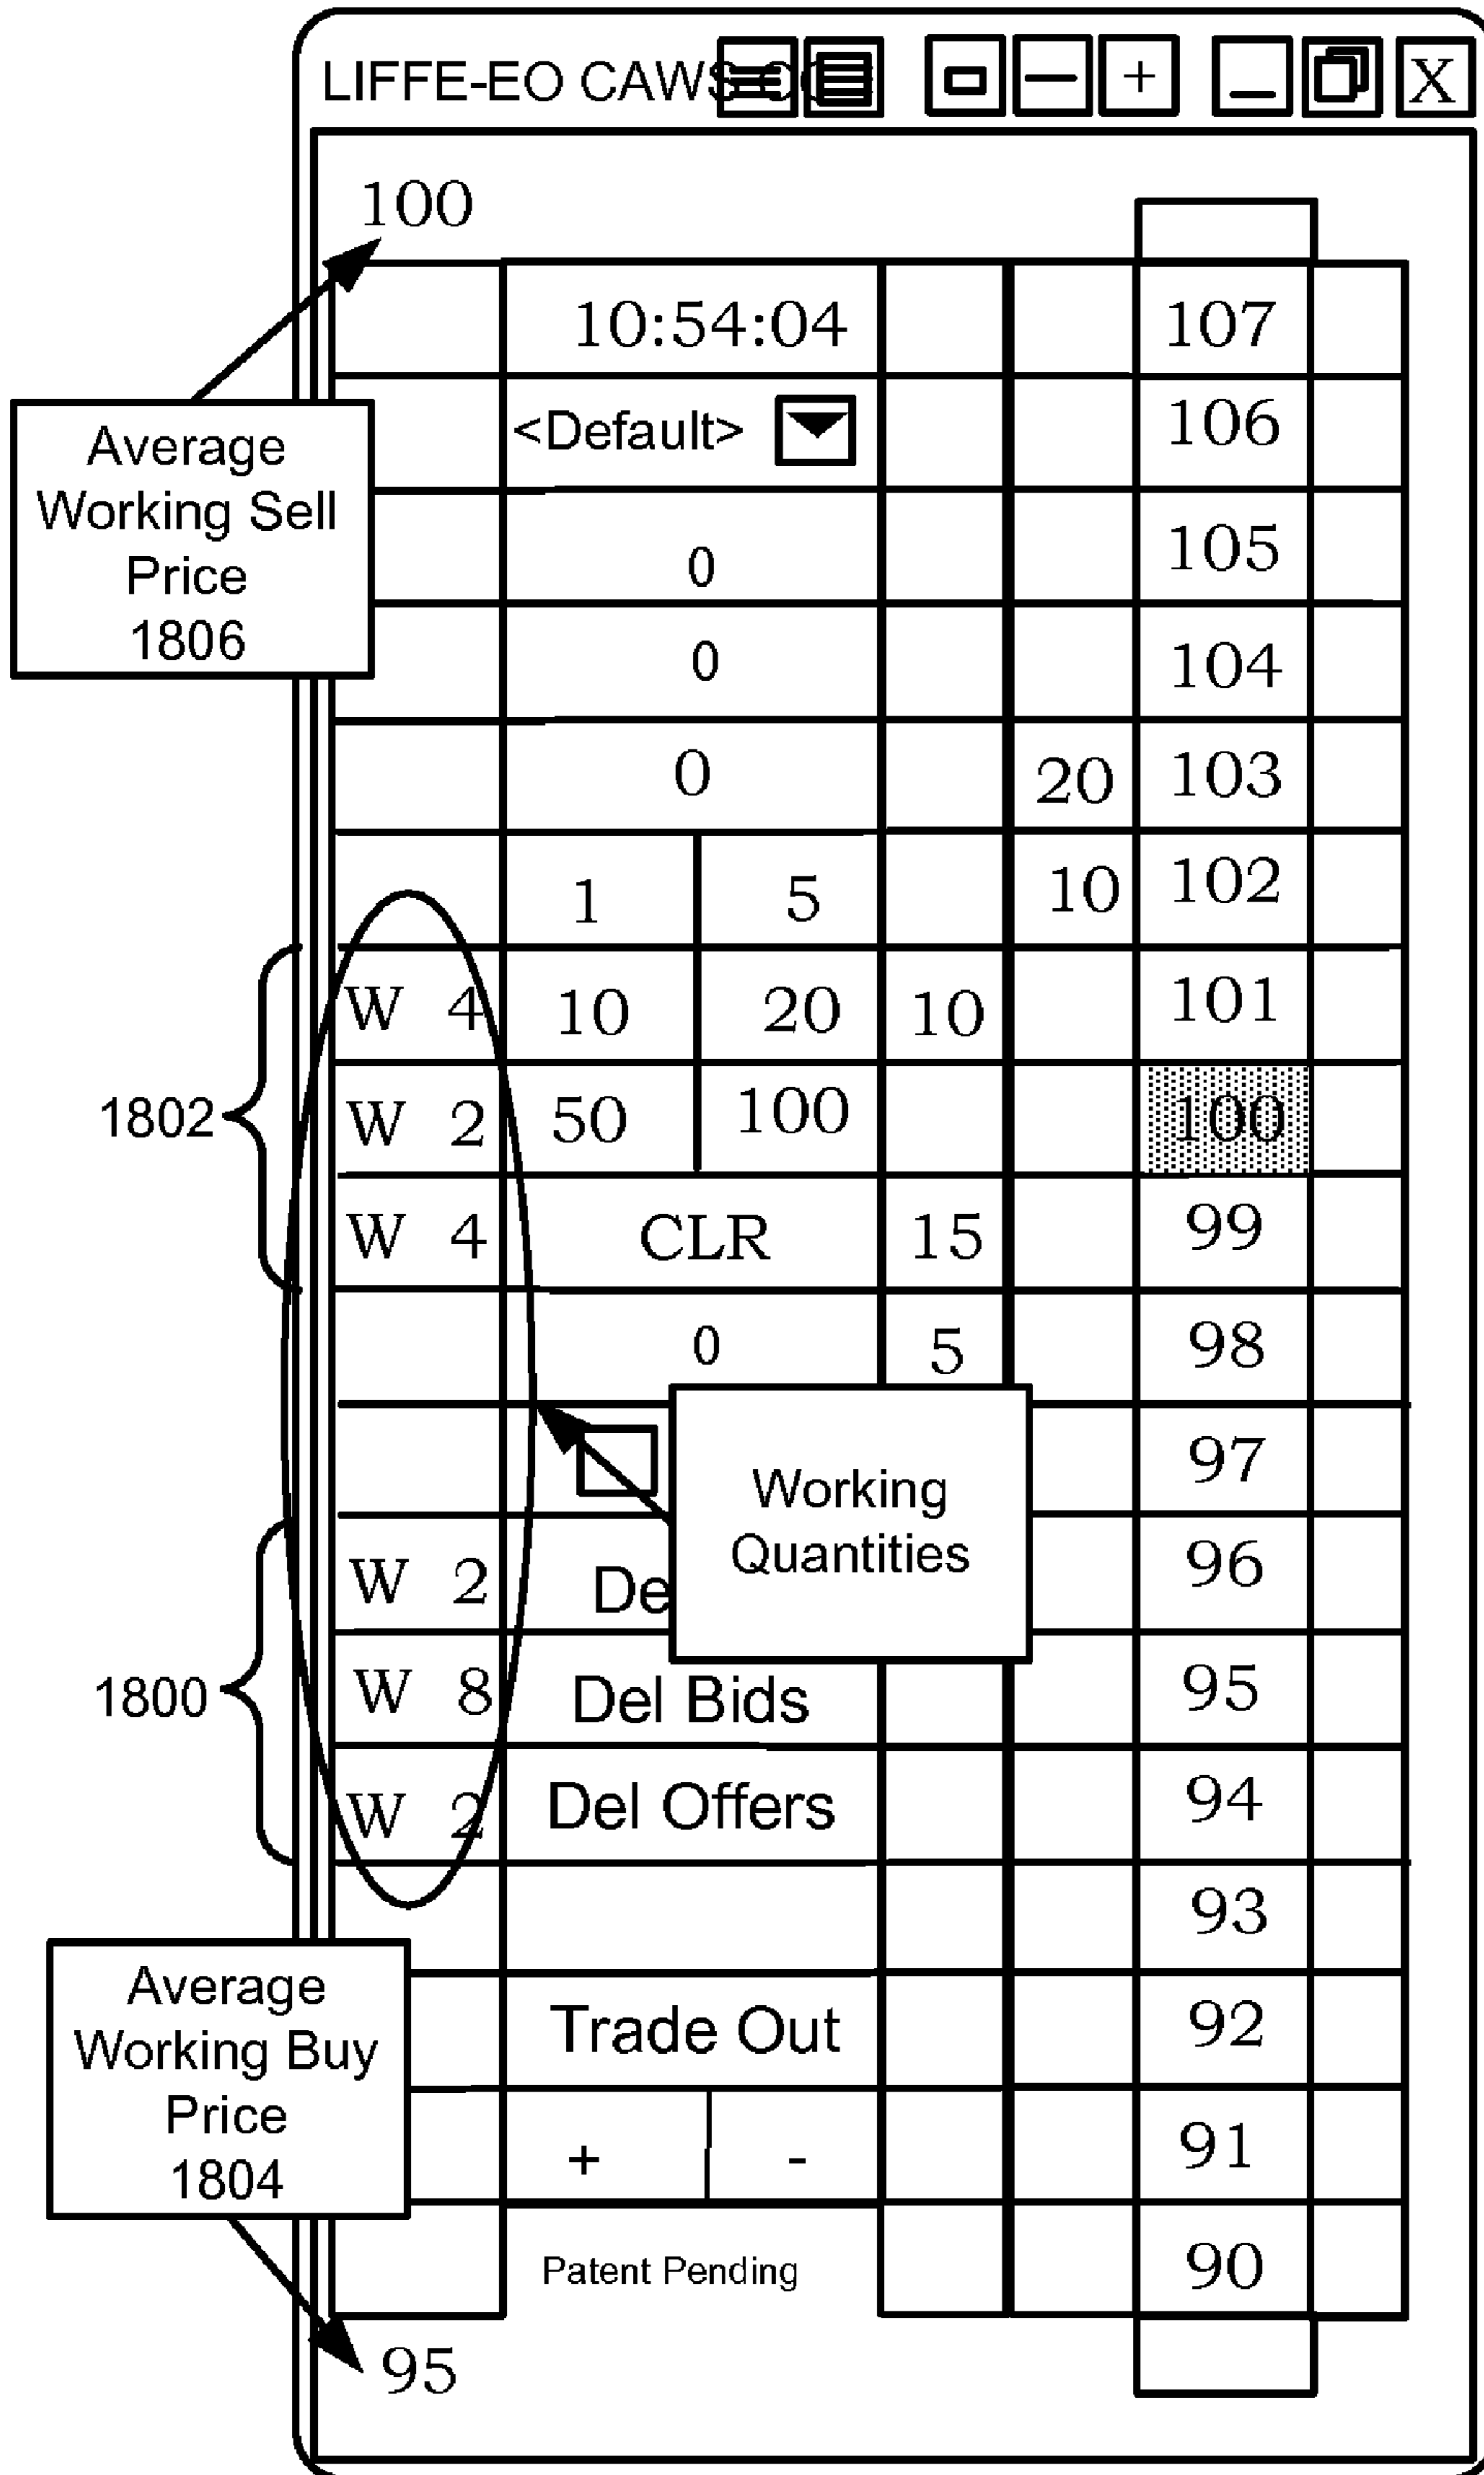 LIFFE-EO CAW
X
100
10:54:04 107
<Default> 106
0 105
0 104
0 20 103
1 5 10 102
W 4 10 20 10 101
W 2 50 100 100
W 4 CLR 15 99
0 5 98
97
W 2 De 96
W 8 Del Bids 95
W 2 Del Offers 94
93
Trade Out 92
+ - 91
Patent Pending 90
95
Average
Working Sell
Price
1806
1802
Working
Quantities
1800
Average
Working Buy
Price
1804